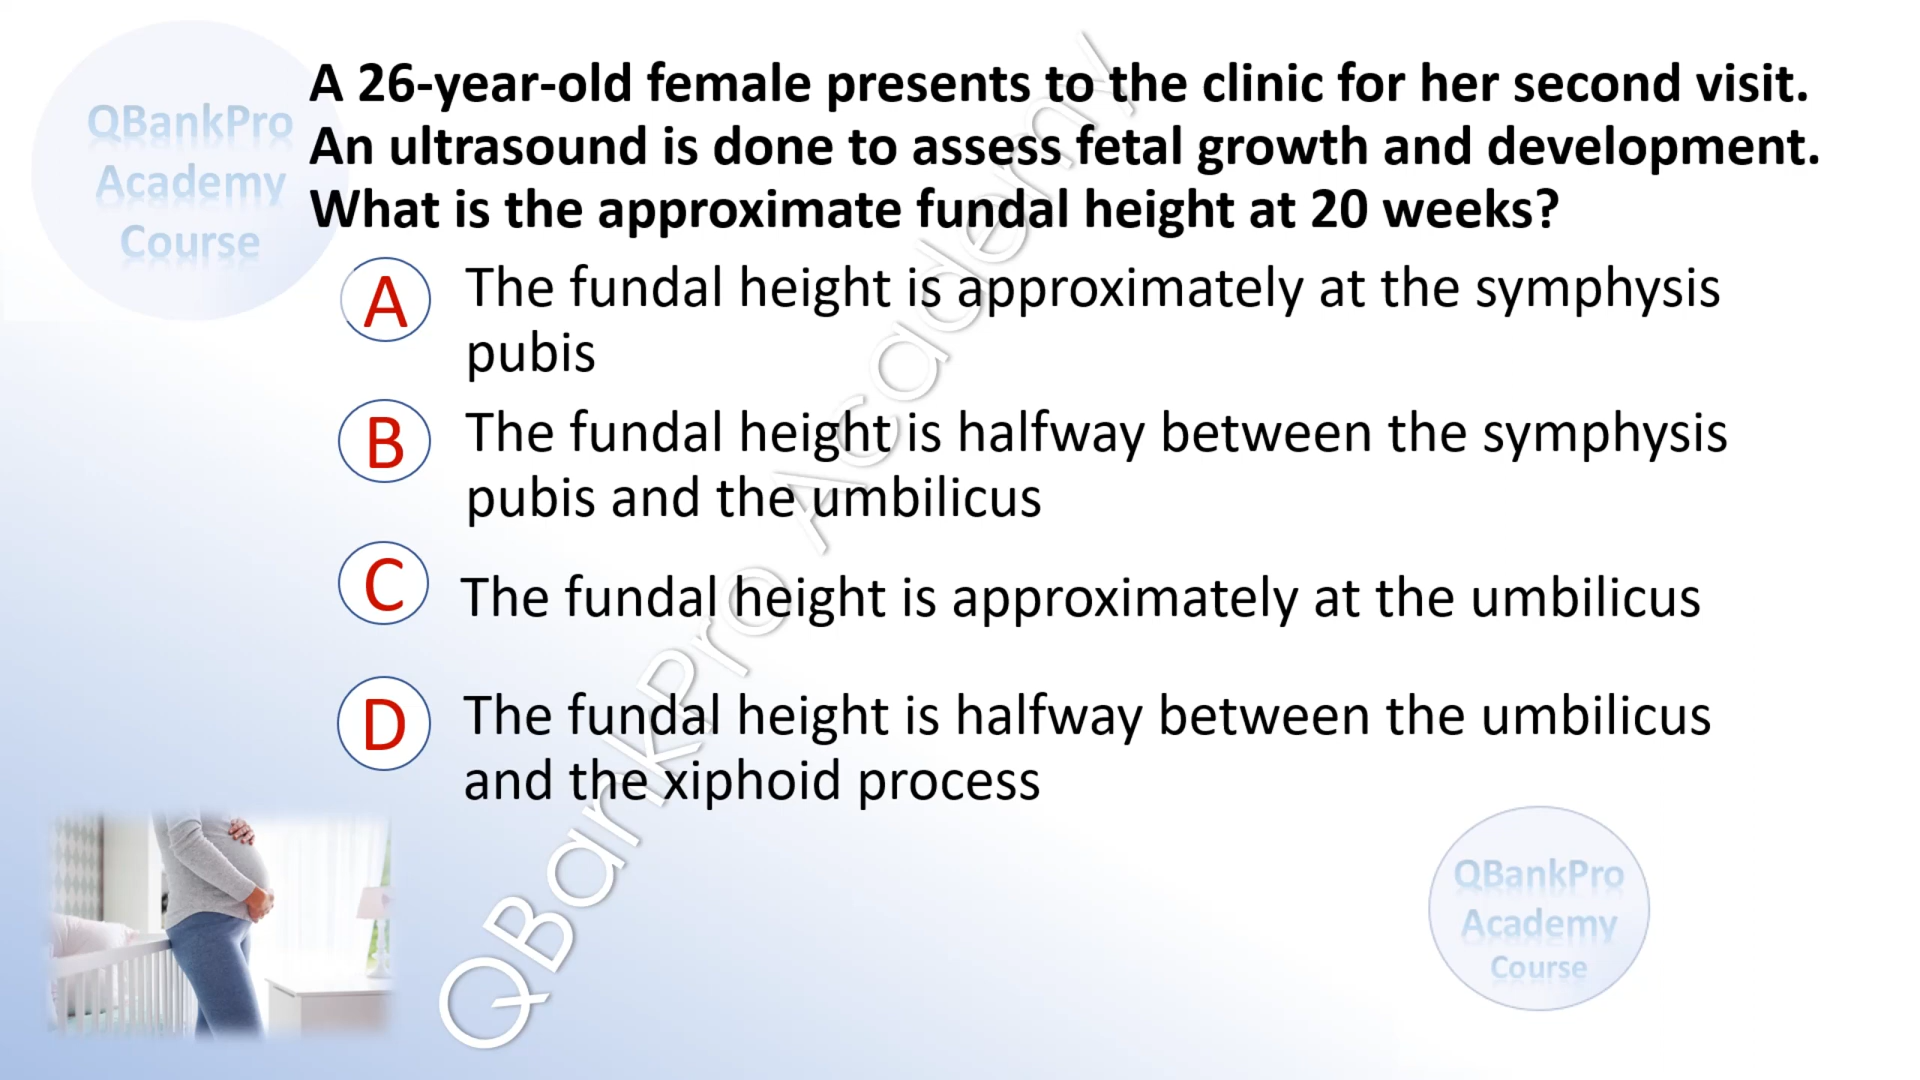 QBankPro
Academy
Course
A 26-year-old female presents to the clinic for her second visit.
An ultrasound is done to assess fetal growth and development.
What is the approximate fundal height at 20 weeks?
A
The fundal height is approximately at the symphysis
pubis
B
The fundal height is halfway between the symphysis
pubis and the umbilicus
C
The fundal height is approximately at the umbilicus
D
The fundal height is halfway between the umbilicus
and the xiphoid process
QBankPro Academy
QBankPro
Academy
Course